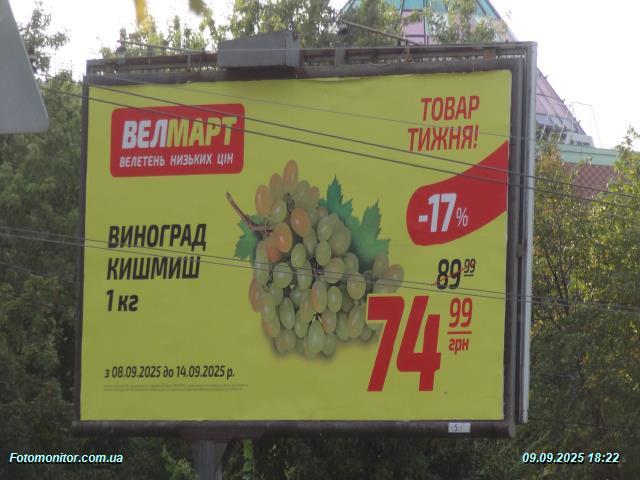 ВЕЛМАРТ
ВЕЛЕТЕНЬ НИЗЬКИХ ЦІН
ТОВАР
ТИЖНЯ!
-17%
ВИНОГРАД
КИШМИШ
1 кг
89 99
74 99
грн
з 08.09.2025 до 14.09.2025 р.
Fotomonitor.com.ua
09.09.2025 18:22